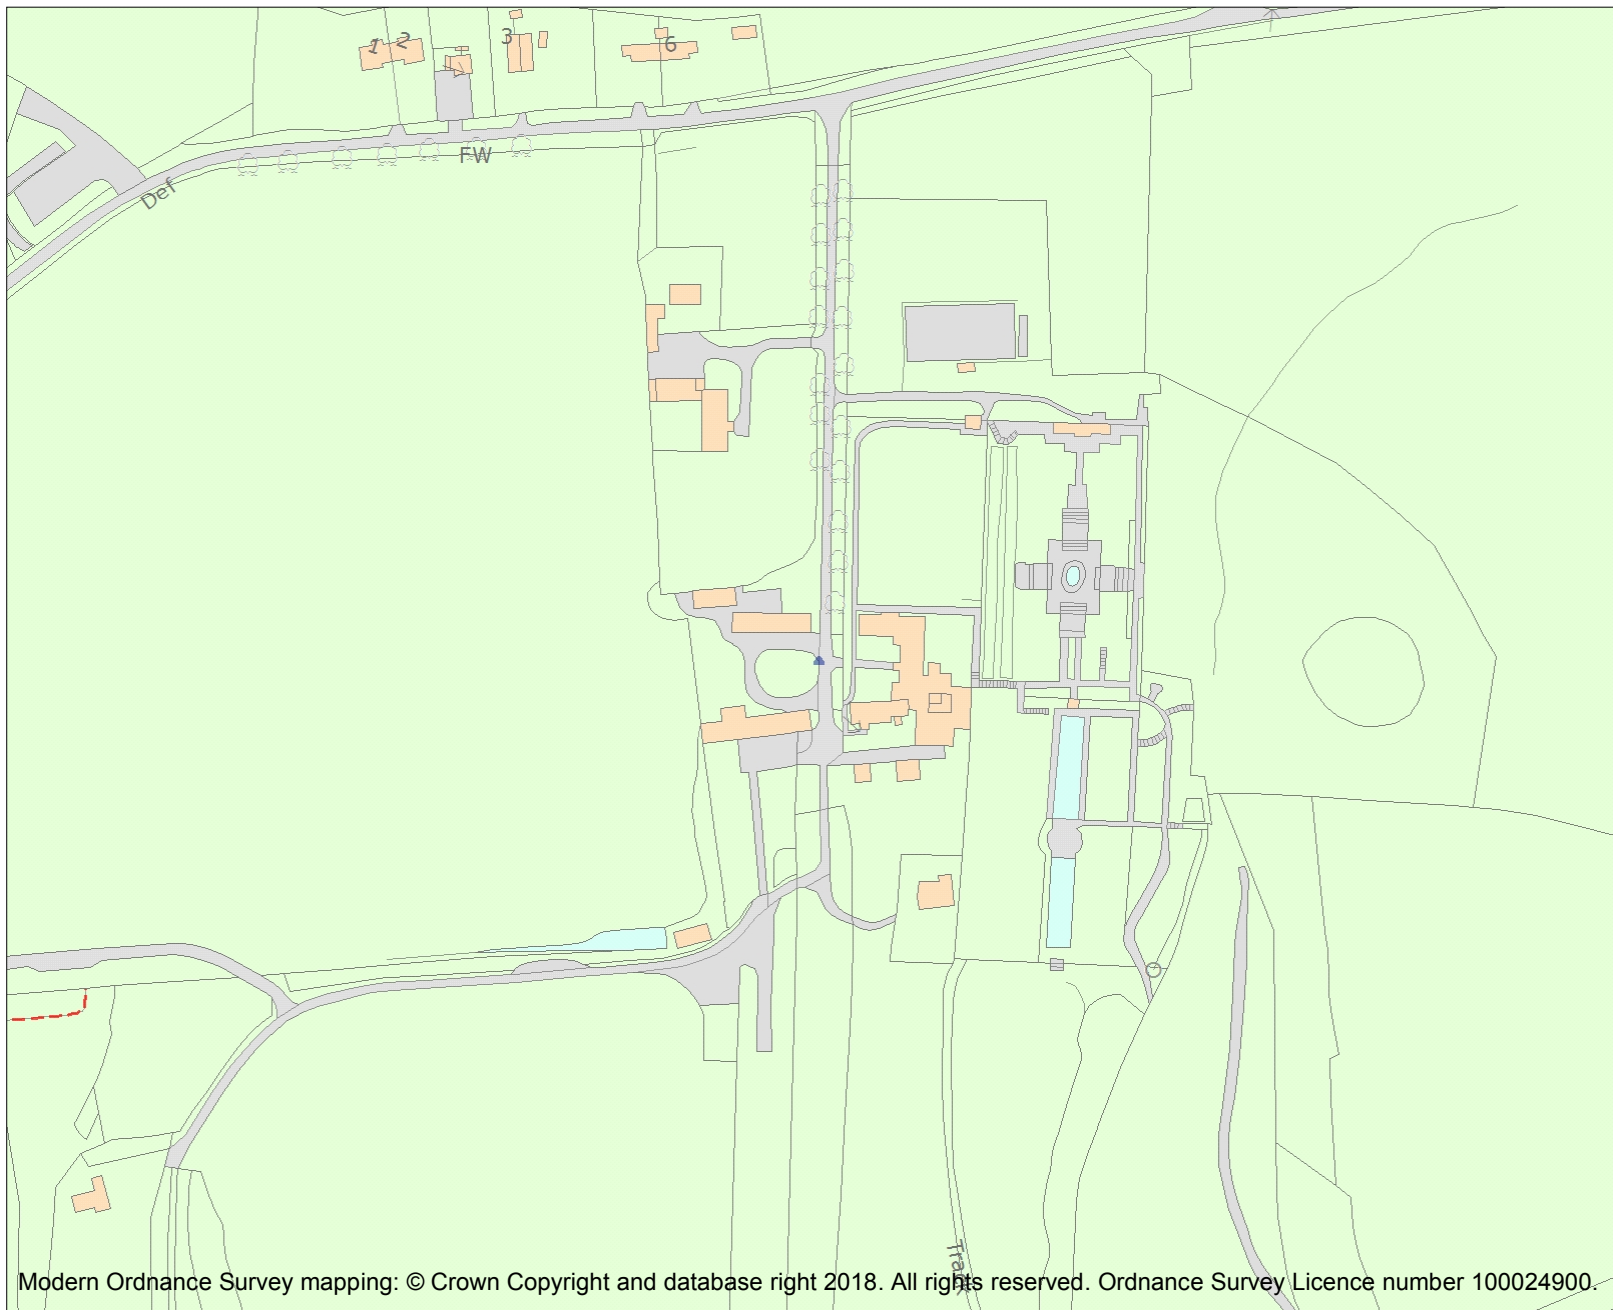 1 2
3
6
FW
Def
Track
Modern Ordnance Survey mapping: © Crown Copyright and database right 2018. All rights reserved. Ordnance Survey Licence number 100024900.